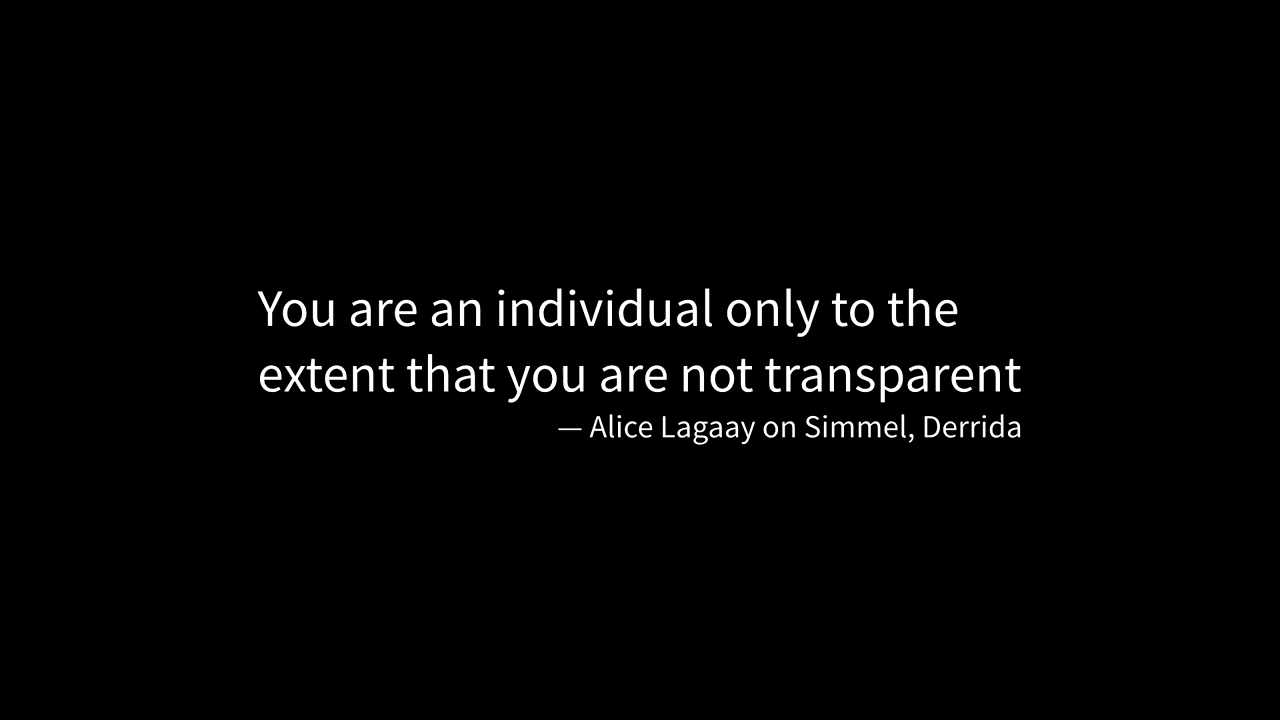 You are an individual only to the
extent that you are not transparent
— Alice Lagaay on Simmel, Derrida